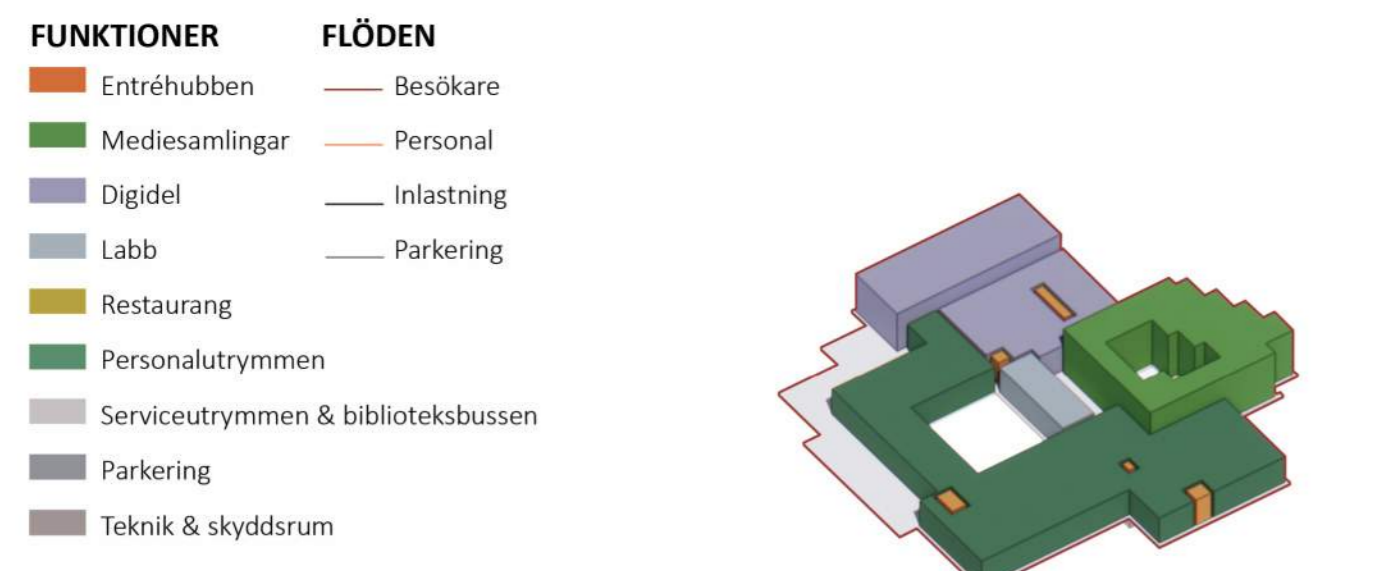 FUNKTIONER
Entréhubben
Mediesamlingar
Digidel
Labb
Restaurang
Personalutrymmen
Serviceutrymmen & biblioteksbussen
Parkering
Teknik & skyddsrum
FLÖDEN
Besökare
Personal
Inlastning
Parkering